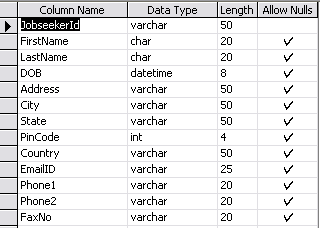 Column Name Data Type Length Allow Nulls
JobseekerId varchar 50
FirstName char 20
LastName char 20
DOB datetime 8
Address varchar 50
City varchar 50
State varchar 50
PinCode int 4
Country varchar 50
EmailID varchar 25
Phone1 varchar 20
Phone2 varchar 20
FaxNo varchar 20